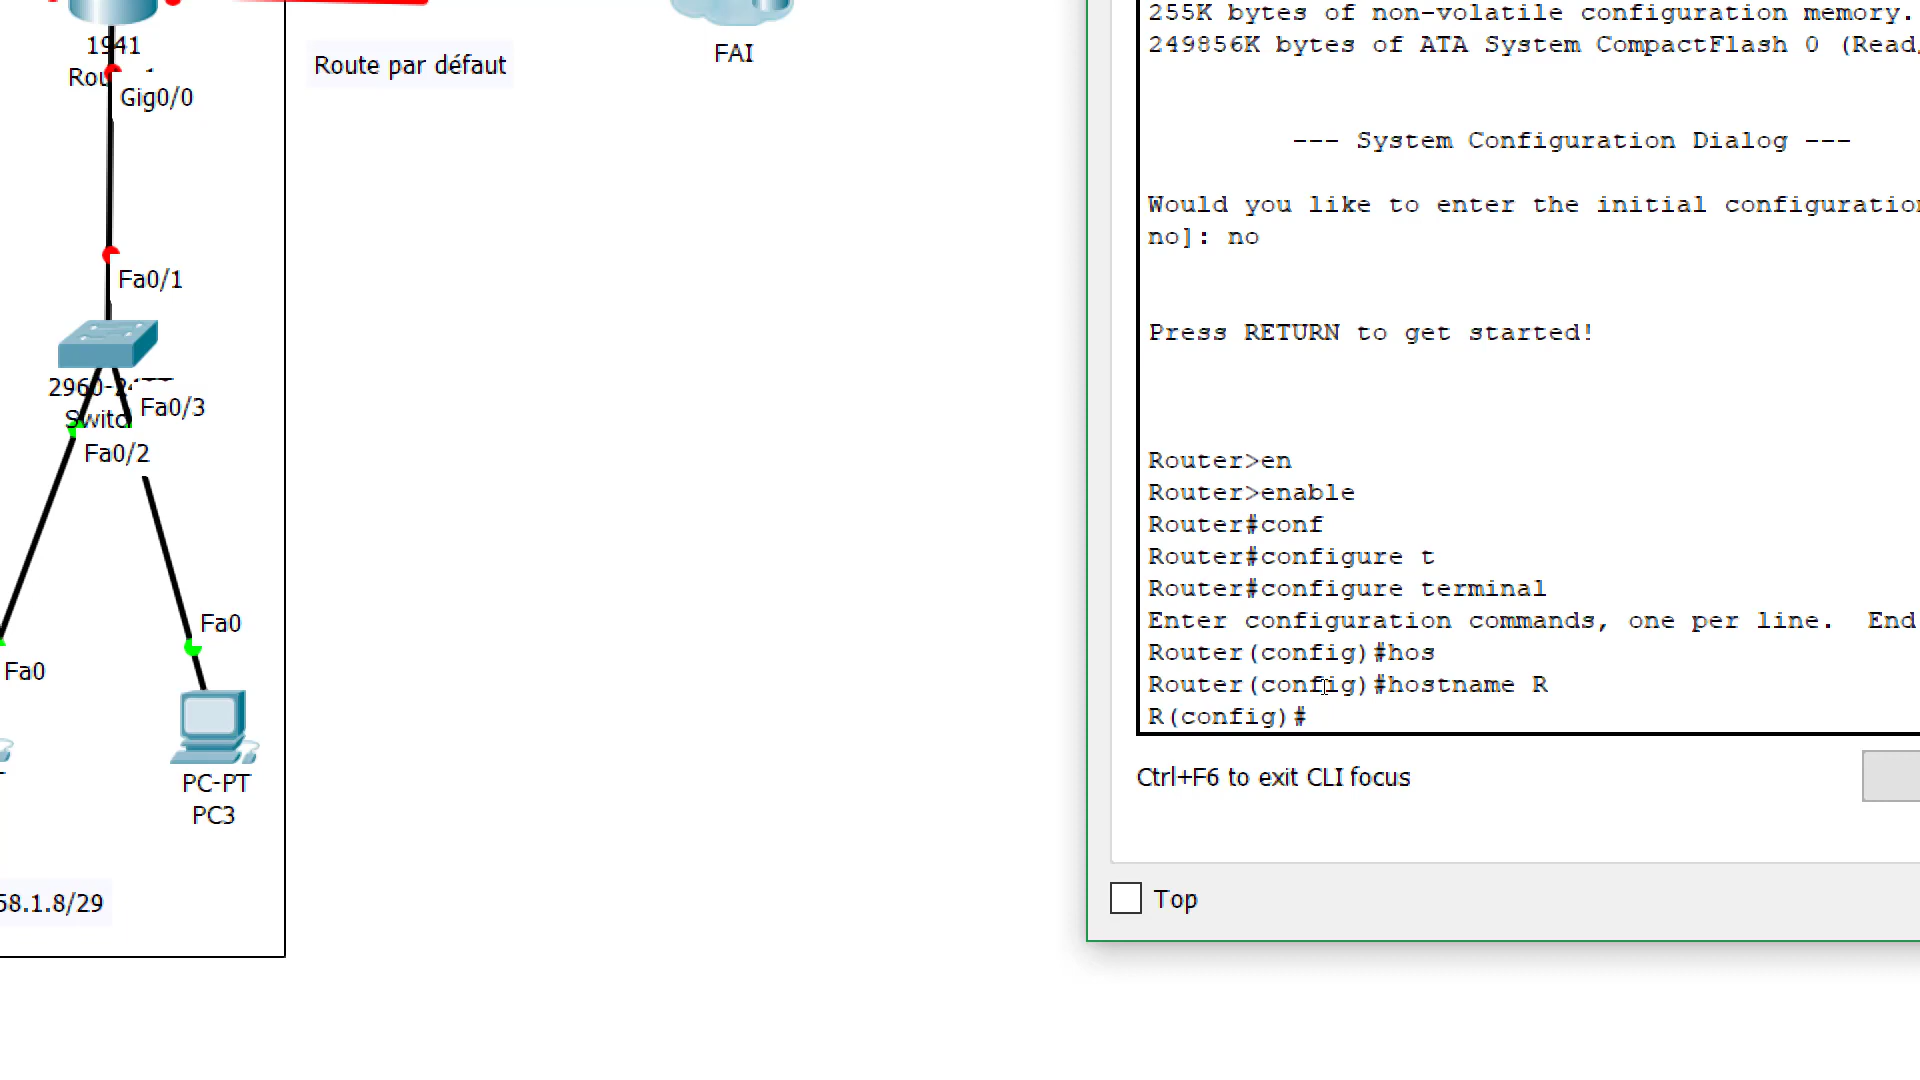 1941
Rou
Gig0/0
Route par défaut
FAI
Fa0/1
2960-24
Switc
Fa0/3
Fa0/2
Fa0
Fa0
PC-PT
PC3
58.1.8/29
255K bytes of non-volatile configuration memory.
249856K bytes of ATA System CompactFlash 0 (Read,
--- System Configuration Dialog ---
Would you like to enter the initial configuration
no]: no
Press RETURN to get started!
Router>en
Router>enable
Router#conf
Router#configure t
Router#configure terminal
Enter configuration commands, one per line. End
Router(config)#hos
Router(config)#hostname R
R(config)#
Ctrl+F6 to exit CLI focus
Top